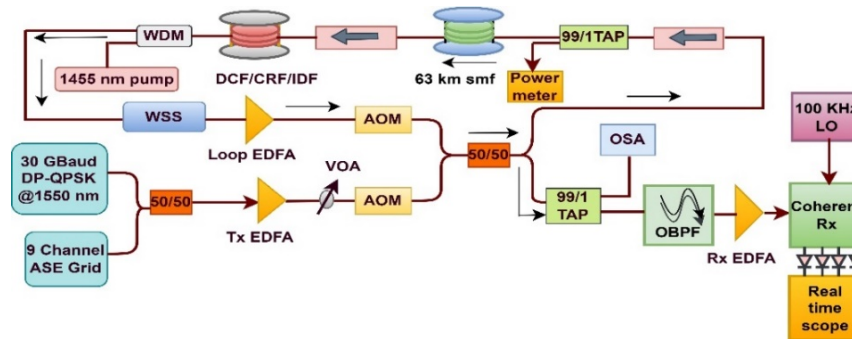 WDM
1455 nm pump
DCF/CRF/IDF
63 km smf
99/1TAP
Power
meter
WSS
Loop EDFA
AOM
50/50
OSA
100 KHz
LO
30 GBaud
DP-QPSK
@1550 nm
50/50
Tx EDFA
VOA
AOM
99/1
TAP
OBPF
Rx EDFA
Coheren
Rx
9 Channel
ASE Grid
Real
time
scope